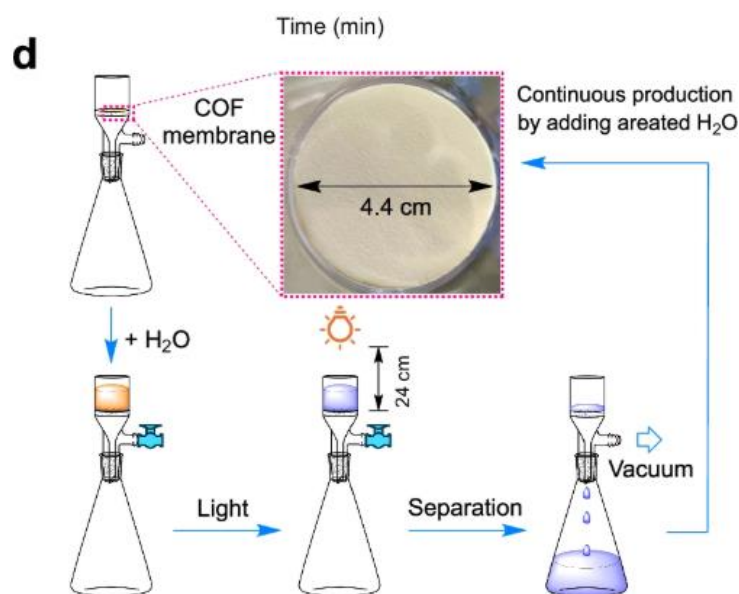 Time (min)
d
COF
membrane
4.4 cm
Continuous production
by adding areated H₂O
+ H₂O
24 cm
Light
Separation
Vacuum